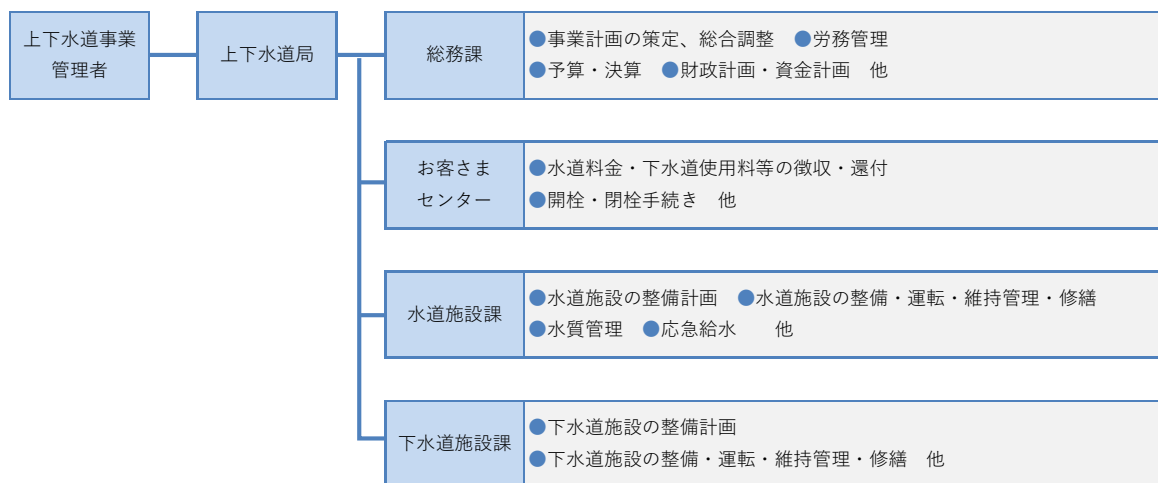 上下水道事業
管理者
上下水道局
総務課
●事業計画の策定、総合調整　●労務管理
●予算・決算　●財政計画・資金計画　他
お客さま
センター
●水道料金・下水道使用料等の徴収・還付
●開栓・閉栓手続き　他
水道施設課
●水道施設の整備計画　●水道施設の整備・運転・維持管理・修繕
●水質管理　●応急給水　　他
下水道施設課
●下水道施設の整備計画
●下水道施設の整備・運転・維持管理・修繕　他